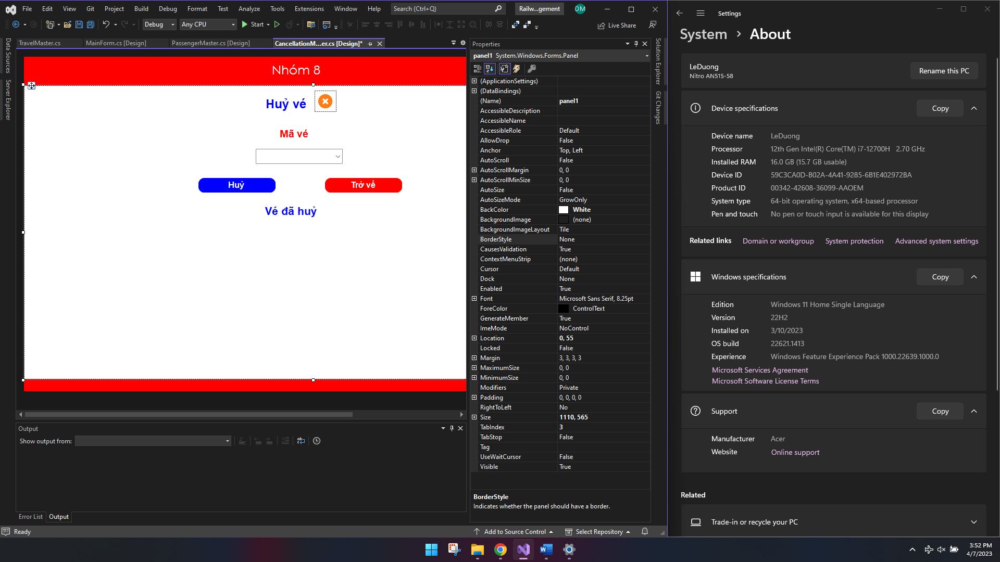 File Edit View Git Project Build Debug Format Test Analyze Tools Extensions Window Help Search (Ctrl+Q) Railw...gement DM
Debug Any CPU Start Live Share
TravelMaster.cs MainForm.cs [Design] PassengerMaster.cs [Design] CancellationM...er.cs [Design]*
Data Sources
Server Explorer
Nhóm 8
Huỷ vé
Mã vé
Huỷ Trở về
Vé đã huỷ
Output
Show output from:
Error List Output
Ready Add to Source Control Select Repository
Properties
panel1 System.Windows.Forms.Panel
(ApplicationSettings)
(DataBindings)
(Name) panel1
AccessibleDescription
AccessibleName
AccessibleRole Default
AllowDrop False
Anchor Top, Left
AutoScroll False
AutoScrollMargin 0, 0
AutoScrollMinSize 0, 0
AutoSize False
AutoSizeMode GrowOnly
BackColor White
BackgroundImage (none)
BackgroundImageLayout Tile
BorderStyle None
CausesValidation True
ContextMenuStrip (none)
Cursor Default
Dock None
Enabled True
Font Microsoft Sans Serif, 8.25pt
ForeColor ControlText
GenerateMember True
ImeMode NoControl
Location 0, 55
Locked False
Margin 3, 3, 3, 3
MaximumSize 0, 0
MinimumSize 0, 0
Modifiers Private
Padding 0, 0, 0, 0
RightToLeft No
Size 1110, 565
TabIndex 3
TabStop False
Tag
UseWaitCursor False
Visible True
BorderStyle
Indicates whether the panel should have a border.
Solution Explorer
Git Changes
Settings
System > About
LeDuong
Nitro AN515-58
Rename this PC
Device specifications Copy
Device name LeDuong
Processor 12th Gen Intel(R) Core(TM) i7-12700H 2.70 GHz
Installed RAM 16.0 GB (15.7 GB usable)
Device ID 59C3CA0D-B02A-4A41-9285-6B1E402972BA
Product ID 00342-42608-36099-AAOEM
System type 64-bit operating system, x64-based processor
Pen and touch No pen or touch input is available for this display
Related links Domain or workgroup System protection Advanced system settings
Windows specifications Copy
Edition Windows 11 Home Single Language
Version 22H2
Installed on 3/10/2023
OS build 22621.1413
Experience Windows Feature Experience Pack 1000.22639.1000.0
Microsoft Services Agreement
Microsoft Software License Terms
Support Copy
Manufacturer Acer
Website Online support
Related
Trade-in or recycle your PC
3:52 PM
4/7/2023